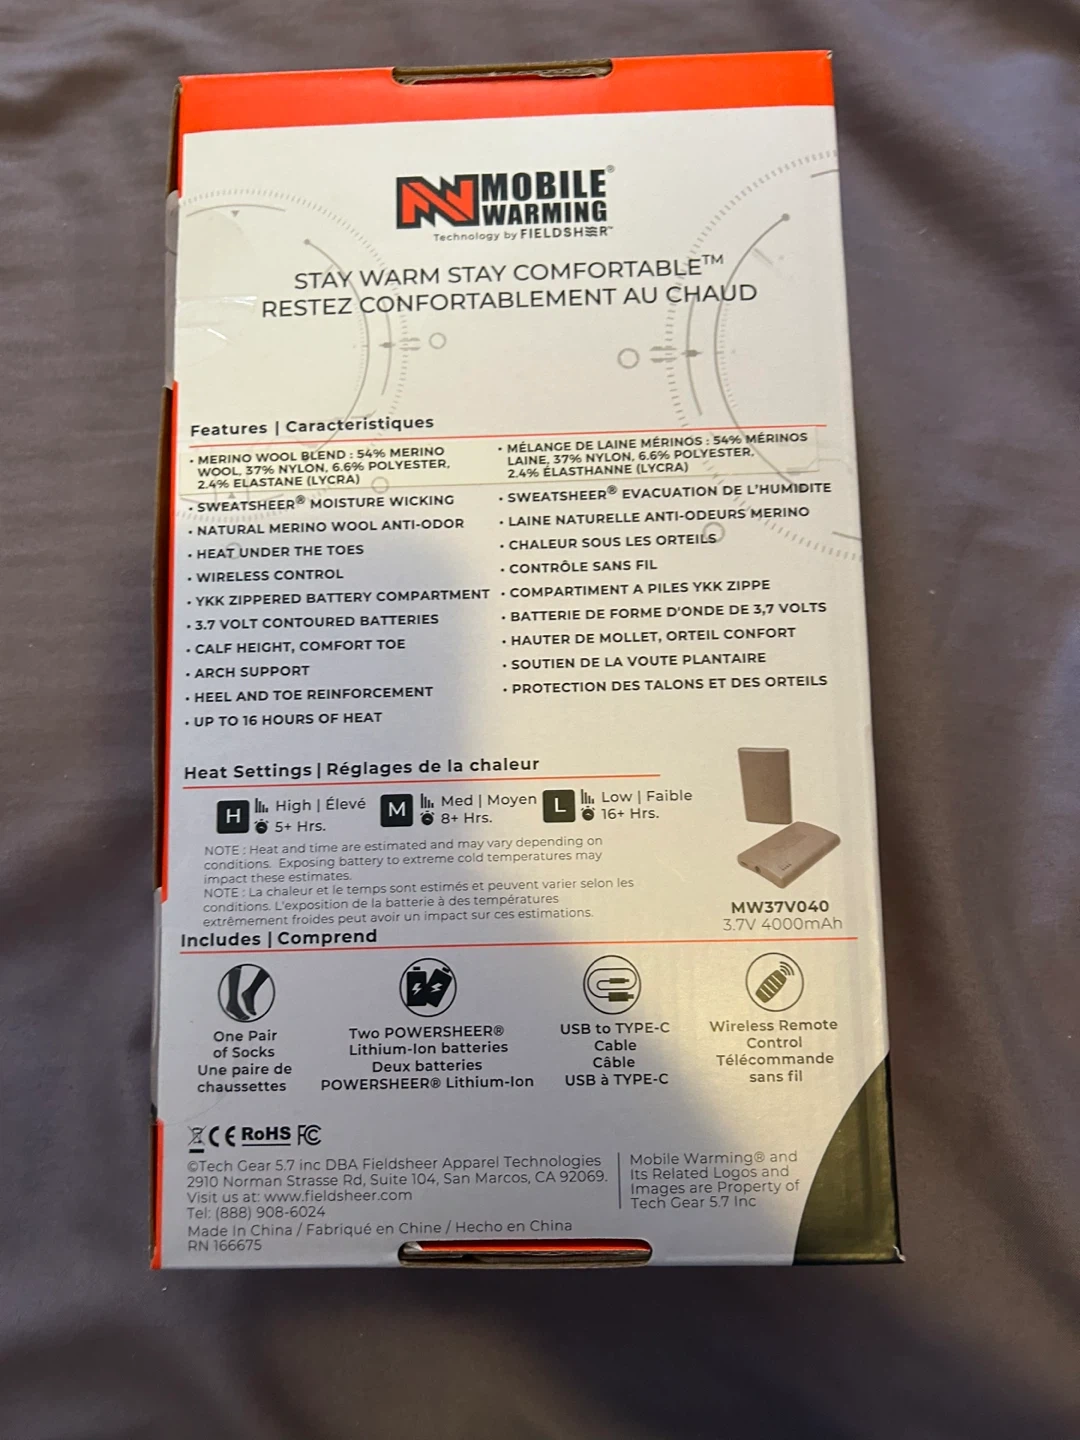 MOBILE®
WARMING
Technology by FIELDSHEER™
STAY WARM STAY COMFORTABLE™
RESTEZ CONFORTABLEMENT AU CHAUD
Features | Caracteristiques
• MERINO WOOL BLEND : 54% MERINO
WOOL, 37% NYLON, 6.6% POLYESTER,
2.4% ELASTANE (LYCRA)
• SWEATSHEER® MOISTURE WICKING
• NATURAL MERINO WOOL ANTI-ODOR
• HEAT UNDER THE TOES
• WIRELESS CONTROL
• YKK ZIPPERED BATTERY COMPARTMENT
• 3.7 VOLT CONTOURED BATTERIES
• CALF HEIGHT, COMFORT TOE
• ARCH SUPPORT
• HEEL AND TOE REINFORCEMENT
• UP TO 16 HOURS OF HEAT
• MÉLANGE DE LAINE MÉRINOS : 54% MÉRINOS
LAINE, 37% NYLON, 6.6% POLYESTER,
2.4% ÉLASTHANNE (LYCRA)
• SWEATSHEER® EVACUATION DE L'HUMIDITE
• LAINE NATURELLE ANTI-ODEURS MERINO
• CHALEUR SOUS LES ORTEILS
• CONTRÔLE SANS FIL
• COMPARTIMENT A PILES YKK ZIPPE
• BATTERIE DE FORME D'ONDE DE 3,7 VOLTS
• HAUTER DE MOLLET, ORTEIL CONFORT
• SOUTIEN DE LA VOUTE PLANTAIRE
• PROTECTION DES TALONS ET DES ORTEILS
Heat Settings | Réglages de la chaleur
H High | Élevé
5+ Hrs.
M Med | Moyen
8+ Hrs.
L Low | Faible
16+ Hrs.
NOTE : Heat and time are estimated and may vary depending on
conditions. Exposing battery to extreme cold temperatures may
impact these estimates.
NOTE : La chaleur et le temps sont estimés et peuvent varier selon les
conditions. L'exposition de la batterie à des températures
extrêmement froides peut avoir un impact sur ces estimations.
MW37V040
3.7V 4000mAh
Includes | Comprend
One Pair
of Socks
Une paire de
chaussettes
Two POWERSHEER®
Lithium-Ion batteries
Deux batteries
POWERSHEER® Lithium-Ion
USB to TYPE-C
Cable
Câble
USB à TYPE-C
Wireless Remote
Control
Télécommande
sans fil
CE RoHS FC
©Tech Gear 5.7 inc DBA Fieldsheer Apparel Technologies
2910 Norman Strasse Rd, Suite 104, San Marcos, CA 92069.
Visit us at: www.fieldsheer.com
Tel: (888) 908-6024
Made In China / Fabriqué en Chine / Hecho en China
RN 166675
Mobile Warming® and
Its Related Logos and
Images are Property of
Tech Gear 5.7 Inc